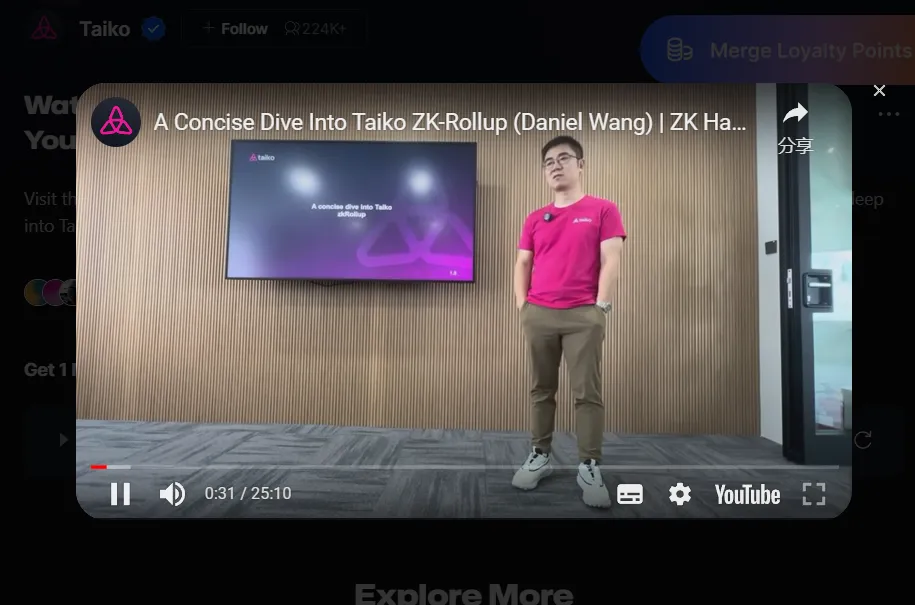 Taiko
+ Follow
224K+
Merge Loyalty Points
Wat
You
A Concise Dive Into Taiko ZK-Rollup (Daniel Wang) | ZK Ha...
分享
taiko
A concise dive into Taiko
zkRollup
taiko
Visit th
eep
into Ta
Get 1
0:31 / 25:10
YouTube
Explore More